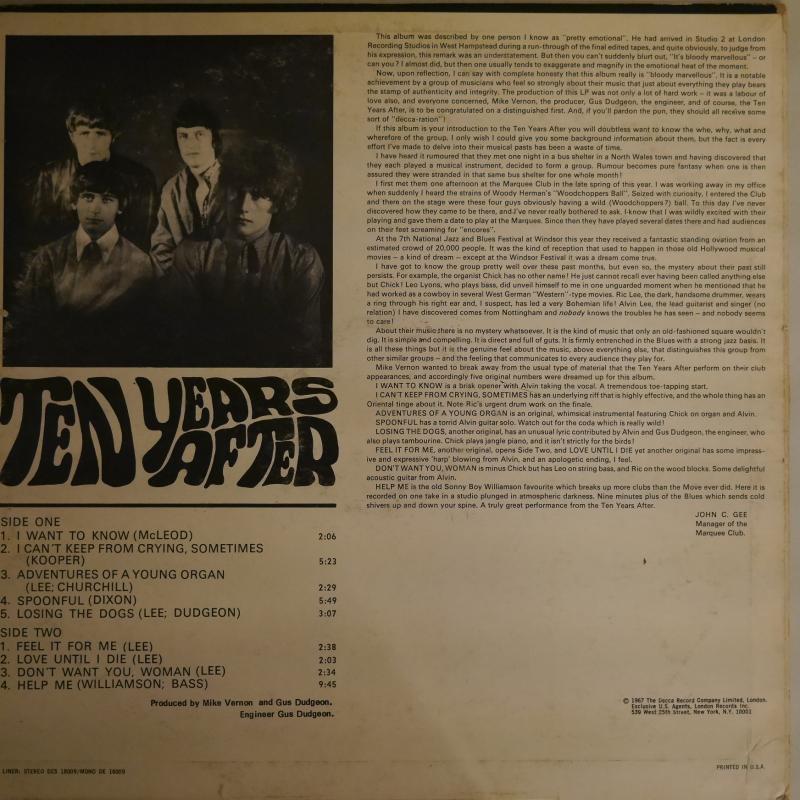 TEN YEARS
AFTER
SIDE ONE
1. I WANT TO KNOW (McLEOD) 2:06
2. I CAN'T KEEP FROM CRYING, SOMETIMES
(KOOPER) 5:23
3. ADVENTURES OF A YOUNG ORGAN
(LEE; CHURCHILL) 2:29
4. SPOONFUL (DIXON) 5:49
5. LOSING THE DOGS (LEE; DUDGEON) 3:07
SIDE TWO
1. FEEL IT FOR ME (LEE) 2:38
2. LOVE UNTIL I DIE (LEE) 2:03
3. DON'T WANT YOU, WOMAN (LEE) 2:34
4. HELP ME (WILLIAMSON; BASS) 9:45
Produced by Mike Vernon and Gus Dudgeon.
Engineer Gus Dudgeon.
LINER: STEREO DES 18009/MONO DE 16009
This album was described by one person I know as "pretty emotional". He had arrived in Studio 2 at London
Recording Studios in West Hampstead during a run-through of the final edited tapes, and quite obviously, to judge from
his expression, this remark was an understatement. But then you can't suddenly blurt out, "It's bloody marvellous" – or
can you? I almost did, but then one usually tends to exaggerate and magnify in the emotional heat of the moment.
Now, upon reflection, I can say with complete honesty that this album really is "bloody marvellous". It is a notable
achievement by a group of musicians who feel so strongly about their music that just about everything they play bears
the stamp of authenticity and integrity. The production of this LP was not only a lot of hard work – it was a labour of
love also, and everyone concerned, Mike Vernon, the producer, Gus Dudgeon, the engineer, and of course, the Ten
Years After, is to be congratulated on a distinguished first. And, if you'll pardon the pun, they should all receive some
sort of "decca-ration"!
If this album is your introduction to the Ten Years After you will doubtless want to know the who, why, what and
wherefore of the group. I only wish I could give you some background information about them, but the fact is every
effort I've made to delve into their musical pasts has been a waste of time.
I have heard it rumoured that they met one night in a bus shelter in a North Wales town and having discovered that
they each played a musical instrument, decided to form a group. Rumour becomes pure fantasy when one is then
assured they were stranded in that same bus shelter for one whole month!
I first met them one afternoon at the Marquee Club in the late spring of this year. I was working away in my office
when suddenly I heard the strains of Woody Herman's "Woodchoppers Ball". Seized with curiosity, I entered the Club
and there on the stage were these four guys obviously having a wild (Woodchoppers?) ball. To this day I've never
discovered how they came to be there, and I've never really bothered to ask. I know that I was wildly excited with their
playing and gave them a date to play at the Marquee. Since then they have played several dates there and had audiences
on their feet screaming for "encores".
At the 7th National Jazz and Blues Festival at Windsor this year they received a fantastic standing ovation from an
estimated crowd of 20,000 people. It was the kind of reception that used to happen in those old Hollywood musical
movies – a kind of dream – except at the Windsor Festival it was a dream come true.
I have got to know the group pretty well over these past months, but even so, the mystery about their past still
persists. For example, the organist Chick has no other name! He just cannot recall ever having been called anything else
but Chick! Leo Lyons, who plays bass, did unveil himself to me in one unguarded moment when he mentioned that he
had worked as a cowboy in several West German "Western"-type movies. Ric Lee, the dark, handsome drummer, wears
a ring through his right ear and, I suspect, has led a very Bohemian life! Alvin Lee, the lead guitarist and singer (no
relation) I have discovered comes from Nottingham and nobody knows the troubles he has seen – and nobody seems
to care!
About their music there is no mystery whatsoever. It is the kind of music that only an old-fashioned square wouldn't
dig. It is simple and compelling. It is direct and full of guts. It is firmly entrenched in the Blues with a strong jazz basis. It
is all these things but it is the genuine feel about the music, above everything else, that distinguishes this group from
other similar groups – and the feeling that communicates to every audience they play for.
Mike Vernon wanted to break away from the usual type of material that the Ten Years After perform on their club
appearances, and accordingly five original numbers were dreamed up for this album.
I WANT TO KNOW is a brisk opener with Alvin taking the vocal. A tremendous toe-tapping start.
I CAN'T KEEP FROM CRYING, SOMETIMES has an underlying riff that is highly effective, and the whole thing has an
Oriental tinge about it. Note Ric's urgent drum work on the finale.
ADVENTURES OF A YOUNG ORGAN is an original, whimsical instrumental featuring Chick on organ and Alvin.
SPOONFUL has a torrid Alvin guitar solo. Watch out for the coda which is really wild!
LOSING THE DOGS, another original, has an unusual lyric contributed by Alvin and Gus Dudgeon, the engineer, who
also plays tambourine. Chick plays jangle piano, and it isn't strictly for the birds!
FEEL IT FOR ME, another original, opens Side Two, and LOVE UNTIL I DIE yet another original has some impress-
ive and expressive 'harp' blowing from Alvin, and an apologetic ending, I feel.
DON'T WANT YOU, WOMAN is minus Chick but has Leo on string bass, and Ric on the wood blocks. Some delightful
acoustic guitar from Alvin.
HELP ME is the old Sonny Boy Williamson favourite which breaks up more clubs than the Move ever did. Here it is
recorded on one take in a studio plunged in atmospheric darkness. Nine minutes plus of the Blues which sends cold
shivers up and down your spine. A truly great performance from the Ten Years After.
JOHN C. GEE
Manager of the
Marquee Club.
© 1967 The Decca Record Company Limited, London.
Exclusive U.S. Agents, London Records Inc.
539 West 25th Street, New York, N.Y. 10001
PRINTED IN U.S.A.